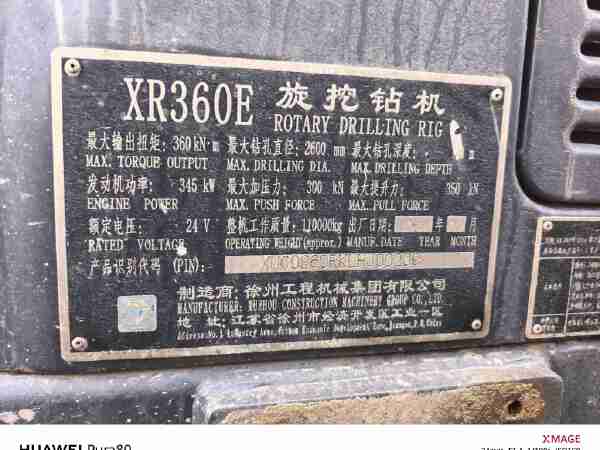 XR360E 旋挖钻机
ROTARY DRILLING RIG
最大输出扭矩: 360 kN·m 最大钻孔直径: 2600 mm 最大钻孔深度: m
MAX. TORQUE OUTPUT MAX. DRILLING DIA. MAX. DRILLING DEPTH
发动机功率: 345 kW 最大加压力: 300 kN 最大提升力: 350 kN
ENGINE POWER MAX. PUSH FORCE MAX. PULL FORCE
额定电压: 24 V 整机工作质量: 110000kg 出厂日期: 年 月
RATED VOLTAGE OPERATING WEIGHT(approx.) MANUF. DATE YEAR MONTH
产品识别代码 (PIN):
制造商: 徐州工程机械集团有限公司
MANUFACTURER: XUZHOU CONSTRUCTION MACHINERY GROUP CO., LTD.
地 址: 江苏省徐州市经济开发区工业一区
XMAGE
HUAWEI Pura80